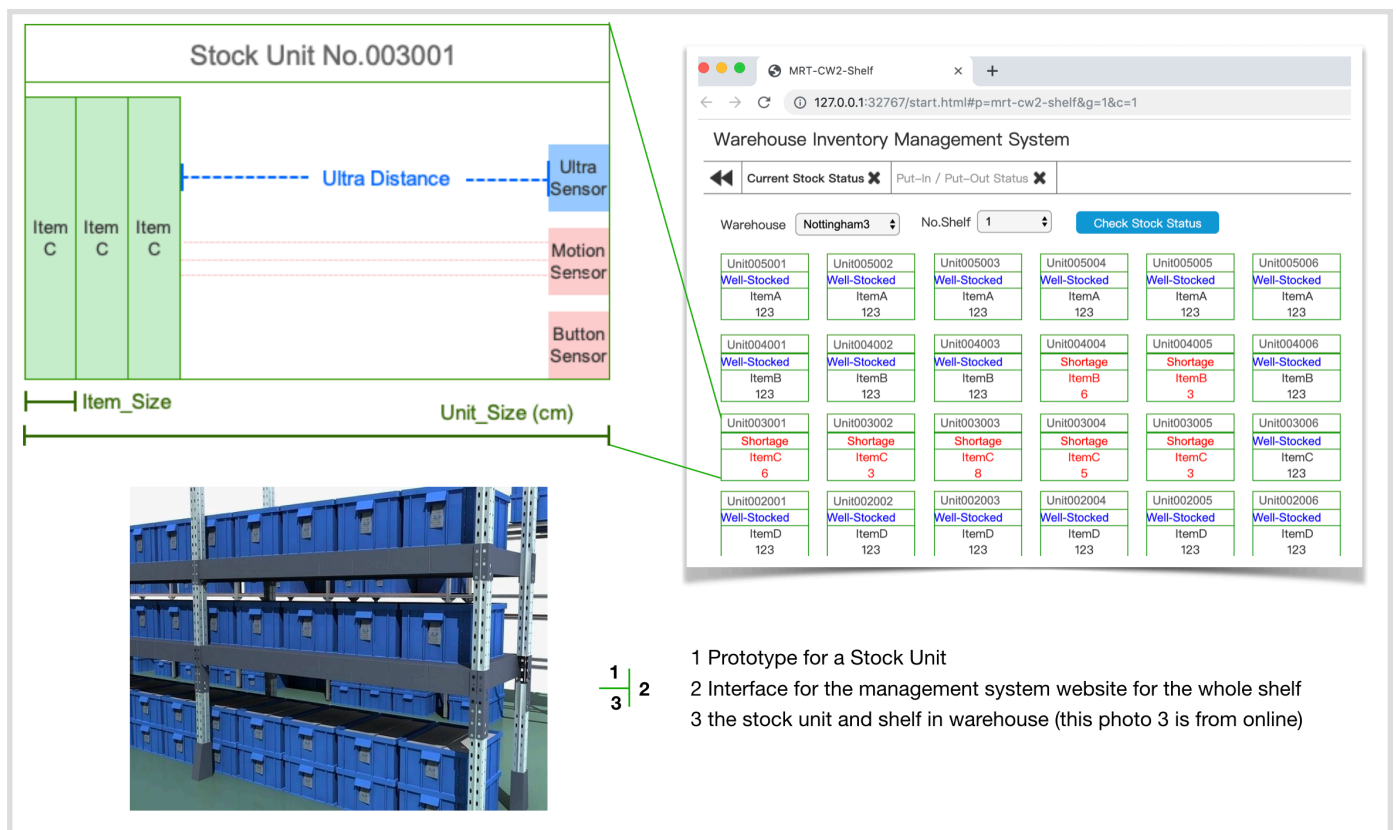 Stock Unit No.003001
Ultra Distance
Ultra
Sensor
Item
C
Item
C
Item
C
Motion
Sensor
Button
Sensor
Item_Size
Unit_Size (cm)
MRT-CW2-Shelf
127.0.0.1:32767/start.html#p=mrt-cw2-shelf&g=1&c=1
Warehouse Inventory Management System
Current Stock Status Put-In / Put-Out Status
Warehouse Nottingham3 No.Shelf 1 Check Stock Status
Unit005001 Unit005002 Unit005003 Unit005004 Unit005005 Unit005006
Well-Stocked Well-Stocked Well-Stocked Well-Stocked Well-Stocked Well-Stocked
ItemA ItemA ItemA ItemA ItemA ItemA
123 123 123 123 123 123
Unit004001 Unit004002 Unit004003 Unit004004 Unit004005 Unit004006
Well-Stocked Well-Stocked Well-Stocked Shortage Shortage Well-Stocked
ItemB ItemB ItemB ItemB ItemB ItemB
123 123 123 6 3 123
Unit003001 Unit003002 Unit003003 Unit003004 Unit003005 Unit003006
Shortage Shortage Shortage Shortage Shortage Well-Stocked
ItemC ItemC ItemC ItemC ItemC ItemC
6 3 8 5 3 123
Unit002001 Unit002002 Unit002003 Unit002004 Unit002005 Unit002006
Well-Stocked Well-Stocked Well-Stocked Well-Stocked Well-Stocked Well-Stocked
ItemD ItemD ItemD ItemD ItemD ItemD
123 123 123 123 123 123
1
2
3
1 Prototype for a Stock Unit
2 Interface for the management system website for the whole shelf
3 the stock unit and shelf in warehouse (this photo 3 is from online)